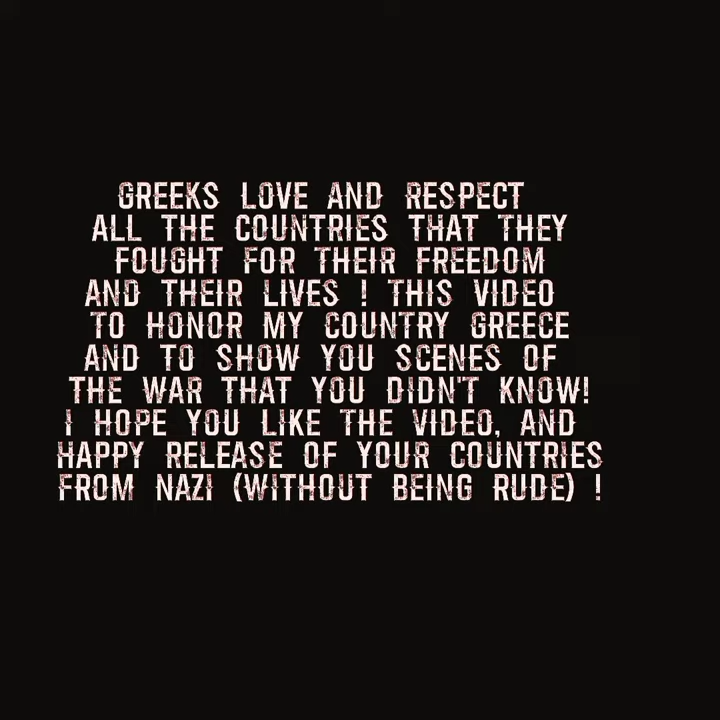 GREEKS LOVE AND RESPECT
ALL THE COUNTRIES THAT THEY
FOUGHT FOR THEIR FREEDOM
AND THEIR LIVES ! THIS VIDEO
TO HONOR MY COUNTRY GREECE
AND TO SHOW YOU SCENES OF
THE WAR THAT YOU DIDN'T KNOW!
I HOPE YOU LIKE THE VIDEO, AND
HAPPY RELEASE OF YOUR COUNTRIES
FROM NAZI (WITHOUT BEING RUDE) !